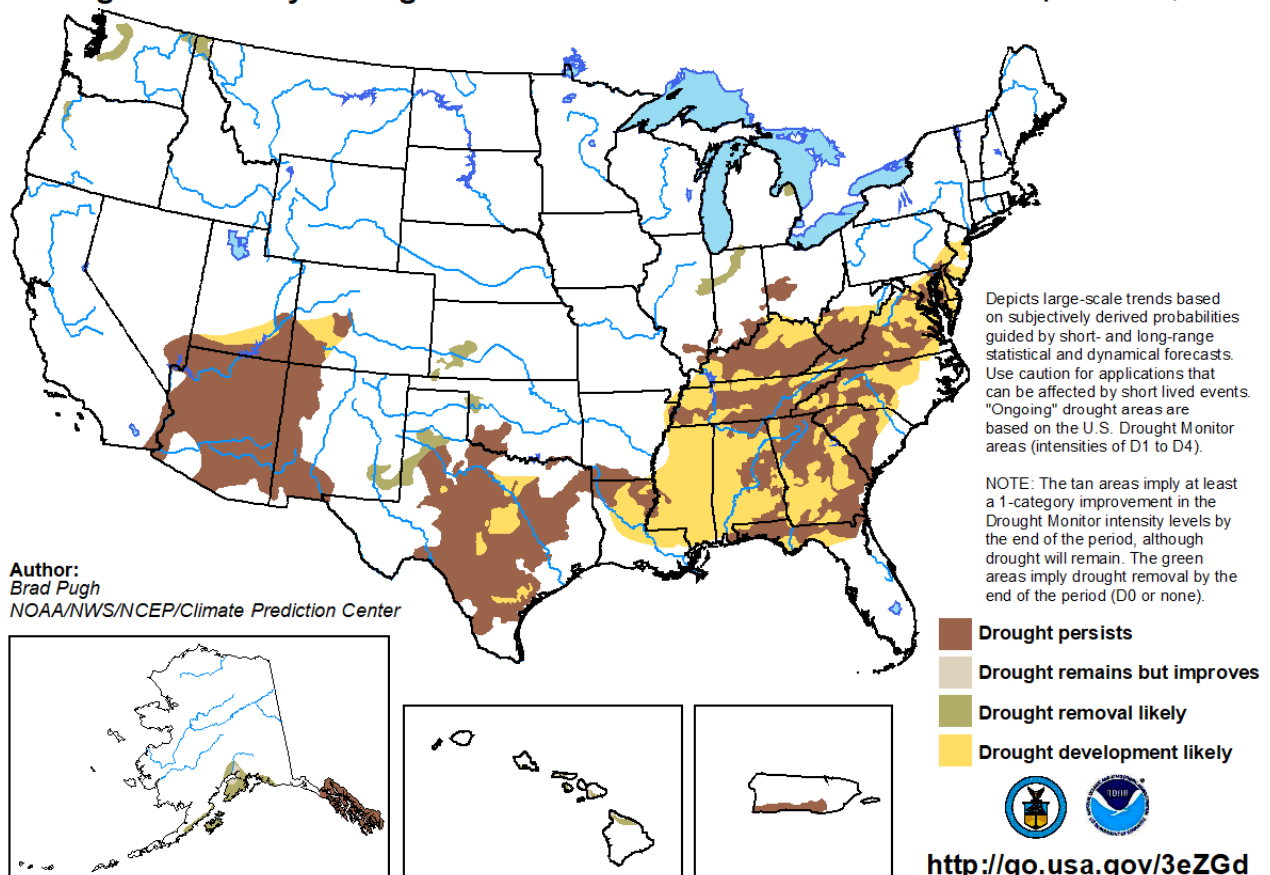 Depicts large-scale trends based
on subjectively derived probabilities
guided by short- and long-range
statistical and dynamical forecasts.
Use caution for applications that
can be affected by short lived events.
"Ongoing" drought areas are
based on the U.S. Drought Monitor
areas (intensities of D1 to D4).
NOTE: The tan areas imply at least
a 1-category improvement in the
Drought Monitor intensity levels by
the end of the period, although
drought will remain. The green
areas imply drought removal by the
end of the period (D0 or none).
Author:
Brad Pugh
NOAA/NWS/NCEP/Climate Prediction Center
Drought persists
Drought remains but improves
Drought removal likely
Drought development likely
http://go.usa.gov/3eZGd